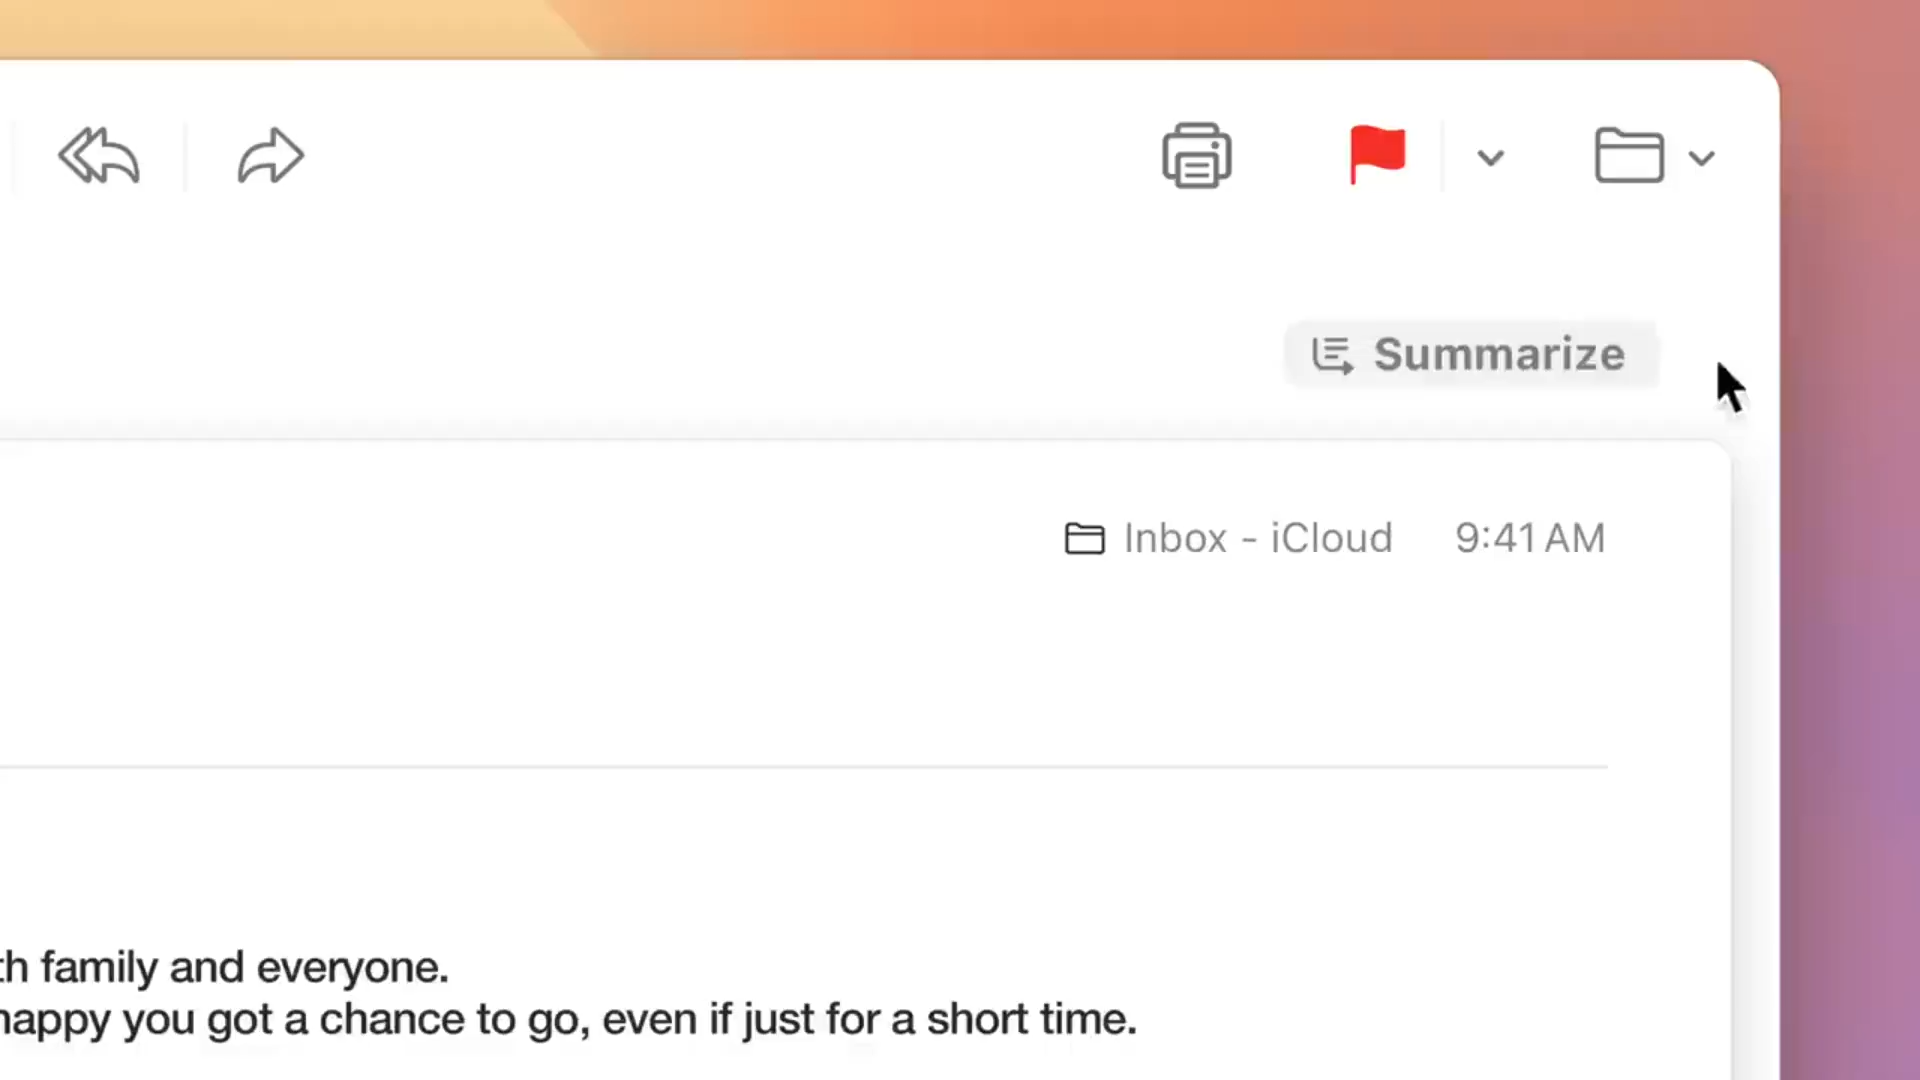 Summarize
Inbox - iCloud 9:41 AM
family and everyone.
happy you got a chance to go, even if just for a short time.